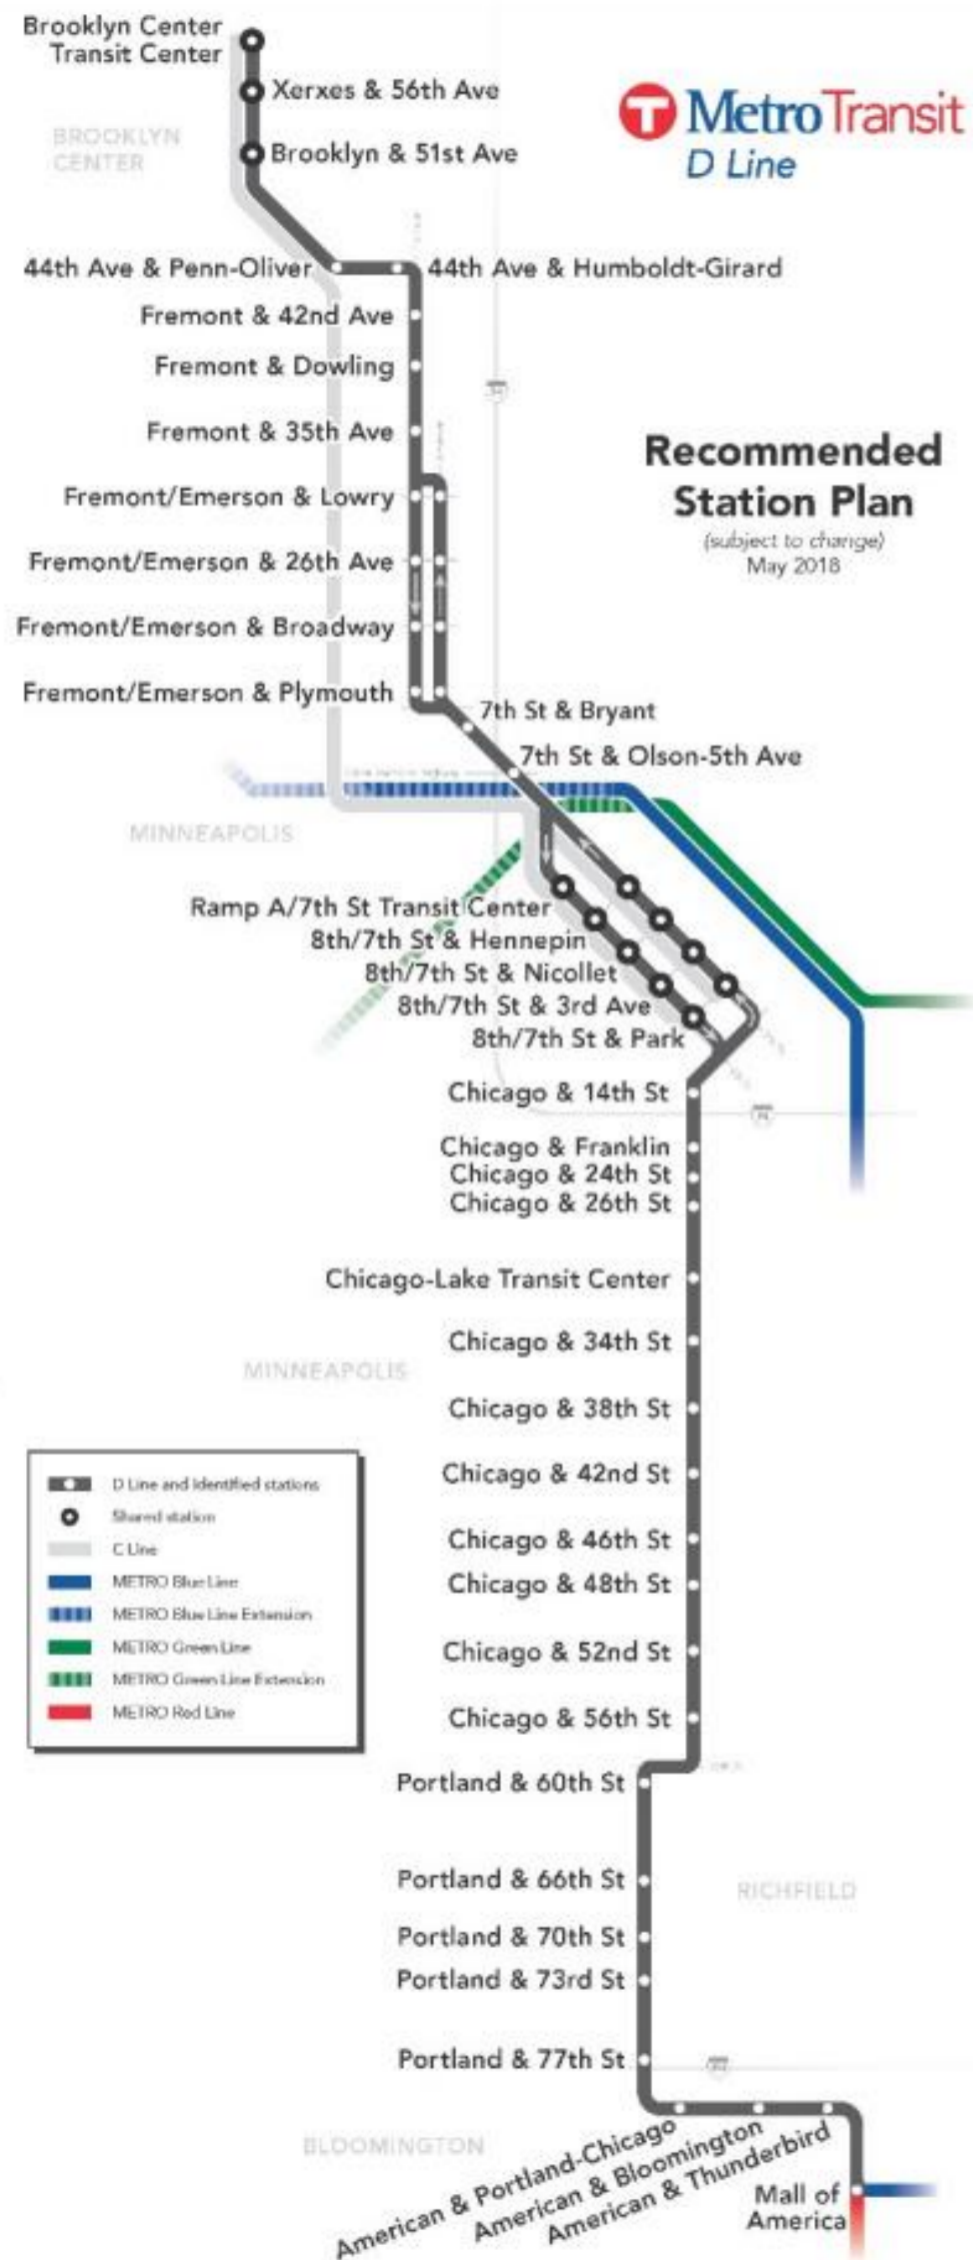 Brooklyn Center
Transit Center
Xerxes & 56th Ave
Metro Transit
BROOKLYN
CENTER
Brooklyn & 51st Ave
D Line
44th Ave & Penn-Oliver
44th Ave & Humboldt-Girard
Fremont & 42nd Ave
Fremont & Dowling
Fremont & 35th Ave
Recommended
Station Plan
(subject to change)
May 2018
Fremont/Emerson & Lowry
Fremont/Emerson & 26th Ave
Fremont/Emerson & Broadway
Fremont/Emerson & Plymouth
7th St & Bryant
7th St & Olson-5th Ave
MINNEAPOLIS
Ramp A/7th St Transit Center
8th/7th St & Hennepin
8th/7th St & Nicollet
8th/7th St & 3rd Ave
8th/7th St & Park
Chicago & 14th St
Chicago & Franklin
Chicago & 24th St
Chicago & 26th St
Chicago-Lake Transit Center
Chicago & 34th St
MINNEAPOLIS
Chicago & 38th St
Chicago & 42nd St
Chicago & 46th St
Chicago & 48th St
Chicago & 52nd St
Chicago & 56th St
D Line and identified stations
Shared station
C Line
METRO Blue Line
METRO Blue Line Extension
METRO Green Line
METRO Green Line Extension
METRO Red Line
Portland & 60th St
Portland & 66th St
RICHFIELD
Portland & 70th St
Portland & 73rd St
Portland & 77th St
BLOOMINGTON
American & Portland-Chicago
American & Bloomington
American & Thunderbird
Mall of
America